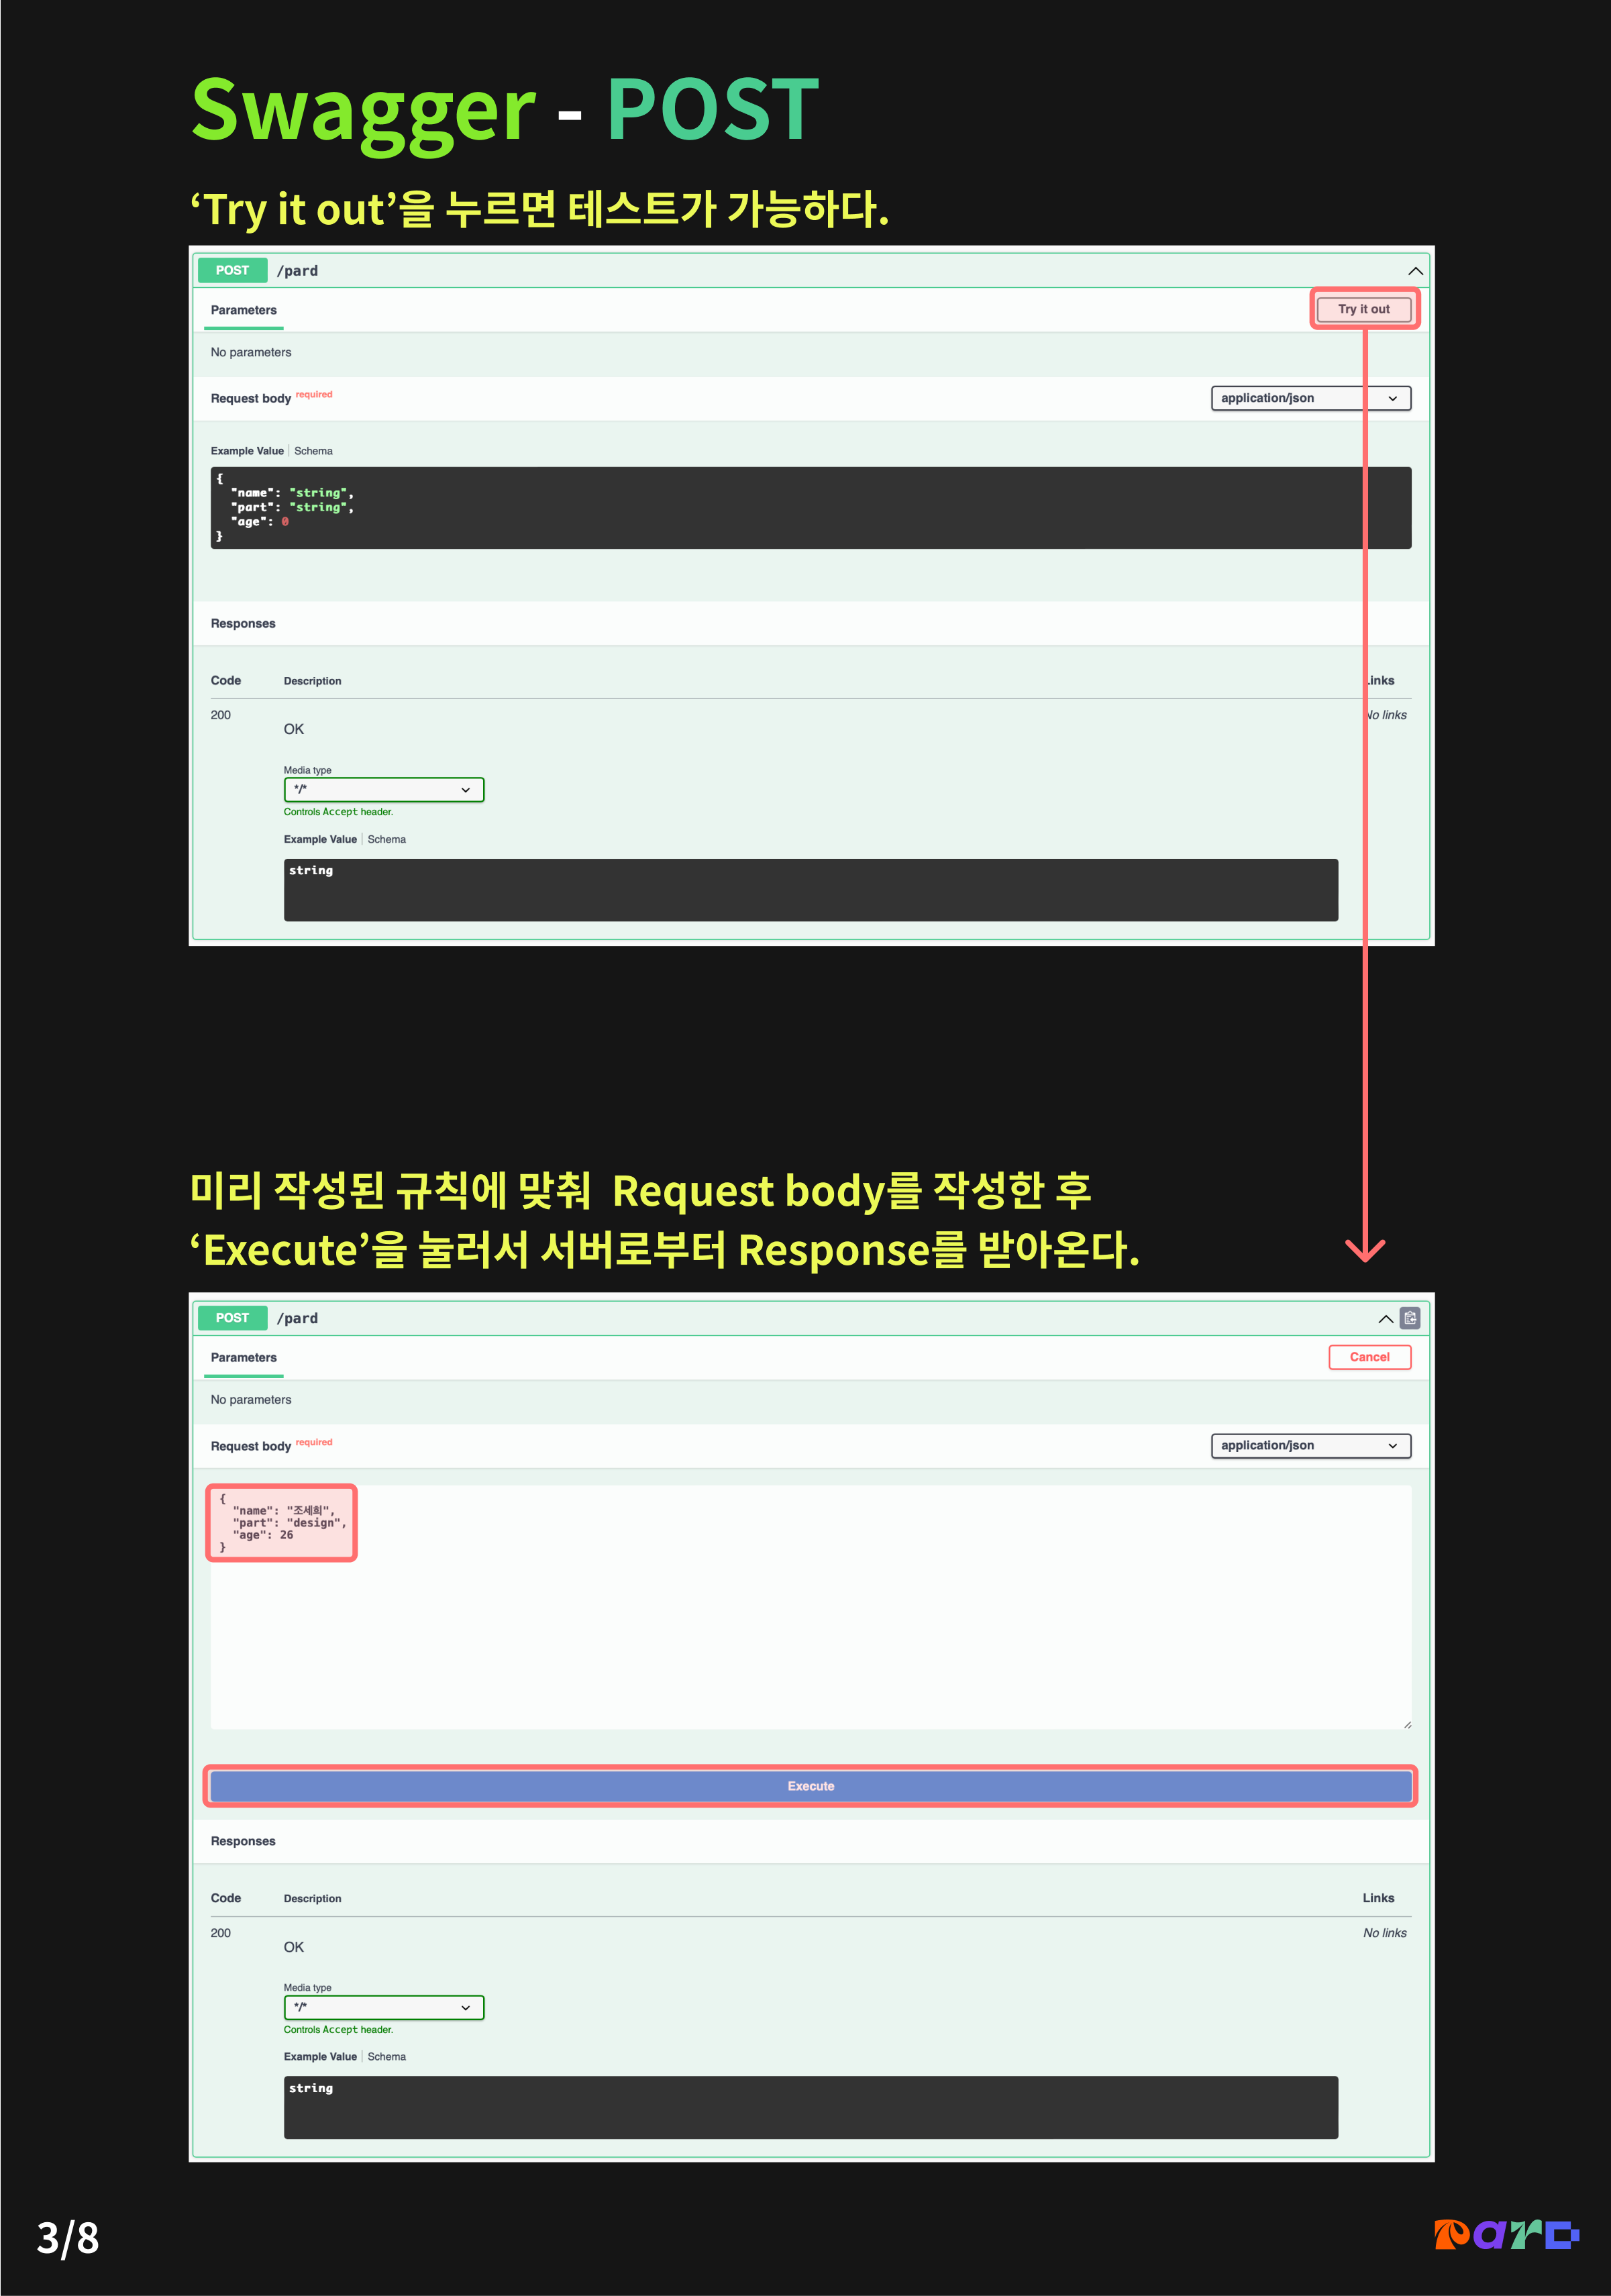 Swagger - POST
‘Try it out’을 누르면 테스트가 가능하다.
POST /pard
Parameters Try it out
No parameters
Request body required application/json
Example Value Schema
{
"name": "string",
"part": "string",
"age": 0
}
Responses
Code Description Links
200 No links
OK
Media type
*/*
Controls Accept header.
Example Value Schema
string
미리 작성된 규칙에 맞춰 Request body를 작성한 후
‘Execute’을 눌러서 서버로부터 Response를 받아온다.
POST /pard
Parameters Cancel
No parameters
Request body required application/json
{
"name": "조세희",
"part": "design",
"age": 26
}
Execute
Responses
Code Description Links
200 No links
OK
Media type
*/*
Controls Accept header.
Example Value Schema
string
3/8 pard